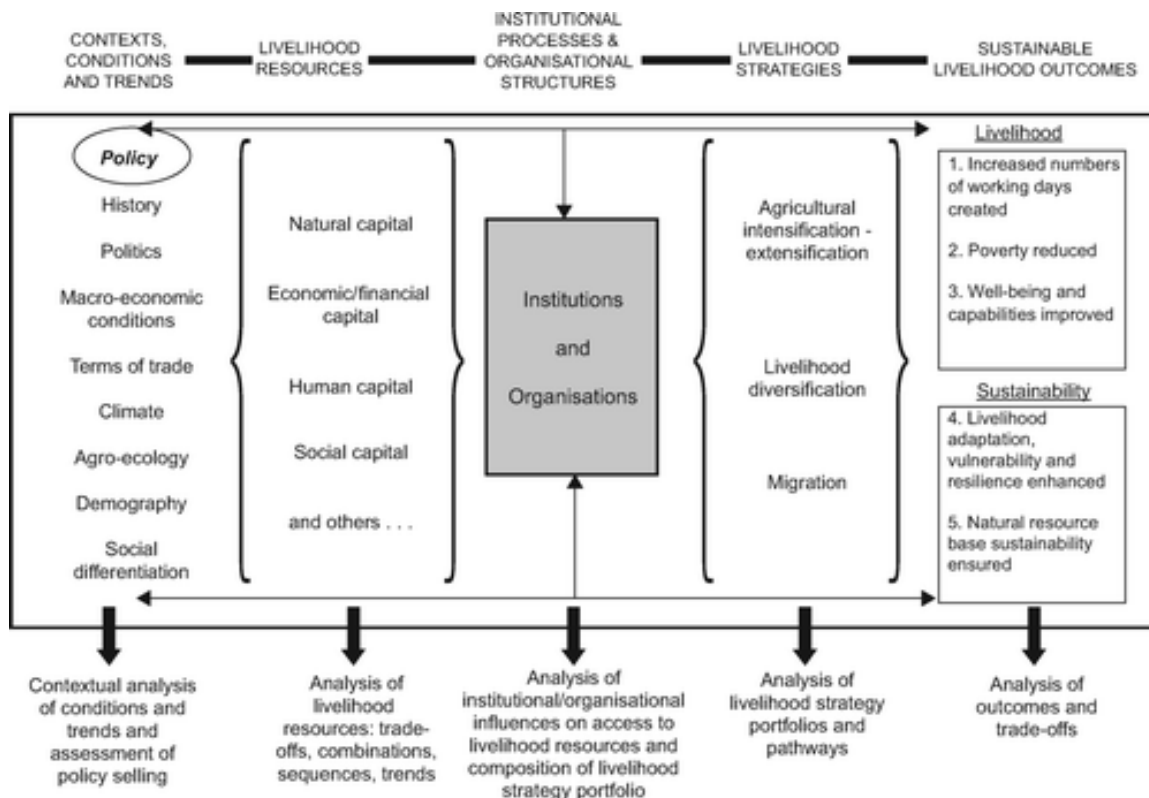 CONTEXTS,
CONDITIONS
AND TRENDS
LIVELIHOOD
RESOURCES
INSTITUTIONAL
PROCESSES &
ORGANISATIONAL
STRUCTURES
LIVELIHOOD
STRATEGIES
SUSTAINABLE
LIVELIHOOD OUTCOMES
Policy
History
Politics
Macro-economic
conditions
Terms of trade
Climate
Agro-ecology
Demography
Social
differentiation
Natural capital
Economic/financial
capital
Human capital
Social capital
and others . . .
Institutions
and
Organisations
Agricultural
intensification -
extensification
Livelihood
diversification
Migration
Livelihood
1. Increased numbers
of working days
created
2. Poverty reduced
3. Well-being and
capabilities improved
Sustainability
4. Livelihood
adaptation,
vulnerability and
resilience enhanced
5. Natural resource
base sustainability
ensured
Contextual analysis
of conditions and
trends and
assessment of
policy selling
Analysis of
livelihood
resources: trade-
offs, combinations,
sequences, trends
Analysis of
institutional/organisational
influences on access to
livelihood resources and
composition of livelihood
strategy portfolio
Analysis of
livelihood strategy
portfolios and
pathways
Analysis of
outcomes and
trade-offs